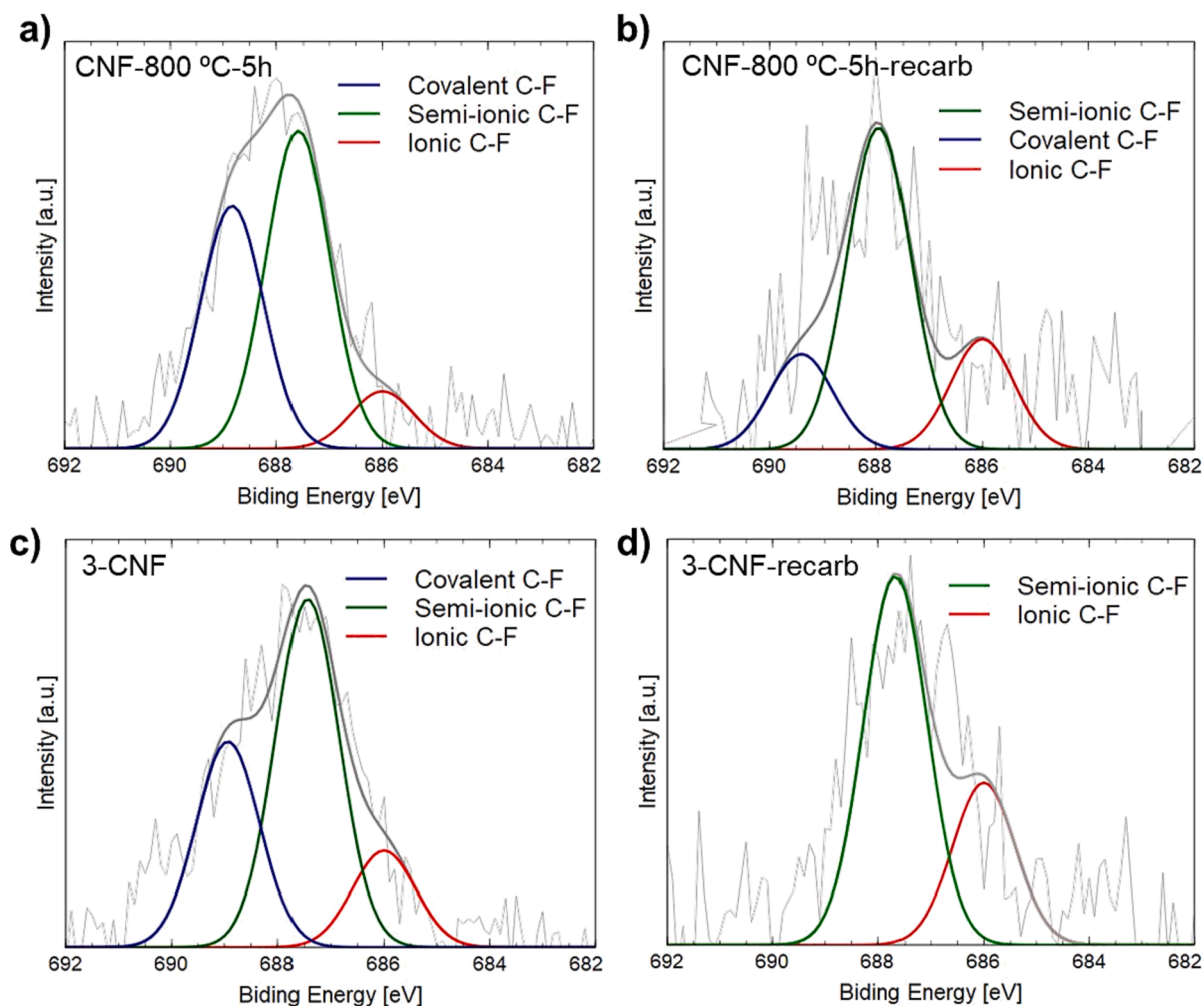 a)
CNF-800 ºC-5h
Covalent C-F
Semi-ionic C-F
Ionic C-F
Intensity [a.u.]
692 690 688 686 684 682
Biding Energy [eV]
b)
CNF-800 ºC-5h-recarb
Semi-ionic C-F
Covalent C-F
Ionic C-F
Intensity [a.u.]
692 690 688 686 684 682
Biding Energy [eV]
c)
3-CNF
Covalent C-F
Semi-ionic C-F
Ionic C-F
Intensity [a.u.]
692 690 688 686 684 682
Biding Energy [eV]
d)
3-CNF-recarb
Semi-ionic C-F
Ionic C-F
Intensity [a.u.]
692 690 688 686 684 682
Biding Energy [eV]